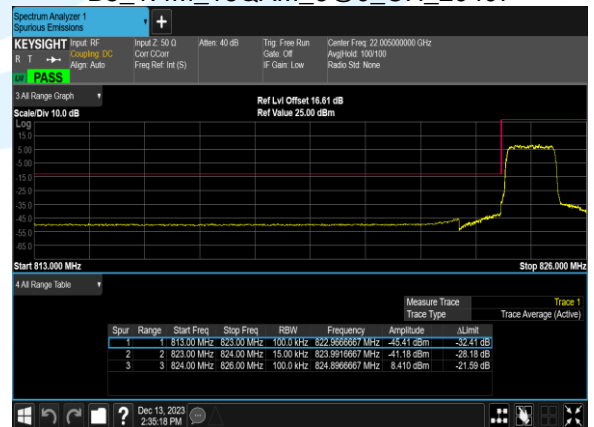 Spectrum Analyzer 1
Spurious Emissions
KEYSIGHT Input: RF Input Z: 50 Ω Atten: 40 dB Trig: Free Run Center Freq: 22.005000000 GHz
R T Coupling: DC Corr CCorr Gate: Off Avg|Hold: 100/100
Align: Auto Freq Ref: Int (S) IF Gain: Low Radio Std: None
LV PASS
3 All Range Graph
Ref Lvl Offset 16.61 dB
Scale/Div 10.0 dB Ref Value 25.00 dBm
Log
15.0
5.00
-5.00
-15.0
-25.0
-35.0
-45.0
-55.0
-65.0
Start 813.000 MHz Stop 826.000 MHz
4 All Range Table
Measure Trace Trace 1
Trace Type Trace Average (Active)
Spur Range Start Freq Stop Freq RBW Frequency Amplitude ΔLimit
1 1 813.00 MHz 823.00 MHz 100.0 kHz 822.9666667 MHz -45.41 dBm -32.41 dB
2 2 823.00 MHz 824.00 MHz 15.00 kHz 823.9916667 MHz -41.18 dBm -28.18 dB
3 3 824.00 MHz 826.00 MHz 100.0 kHz 824.8966667 MHz 8.410 dBm -21.59 dB
? Dec 13, 2023
2:35:18 PM